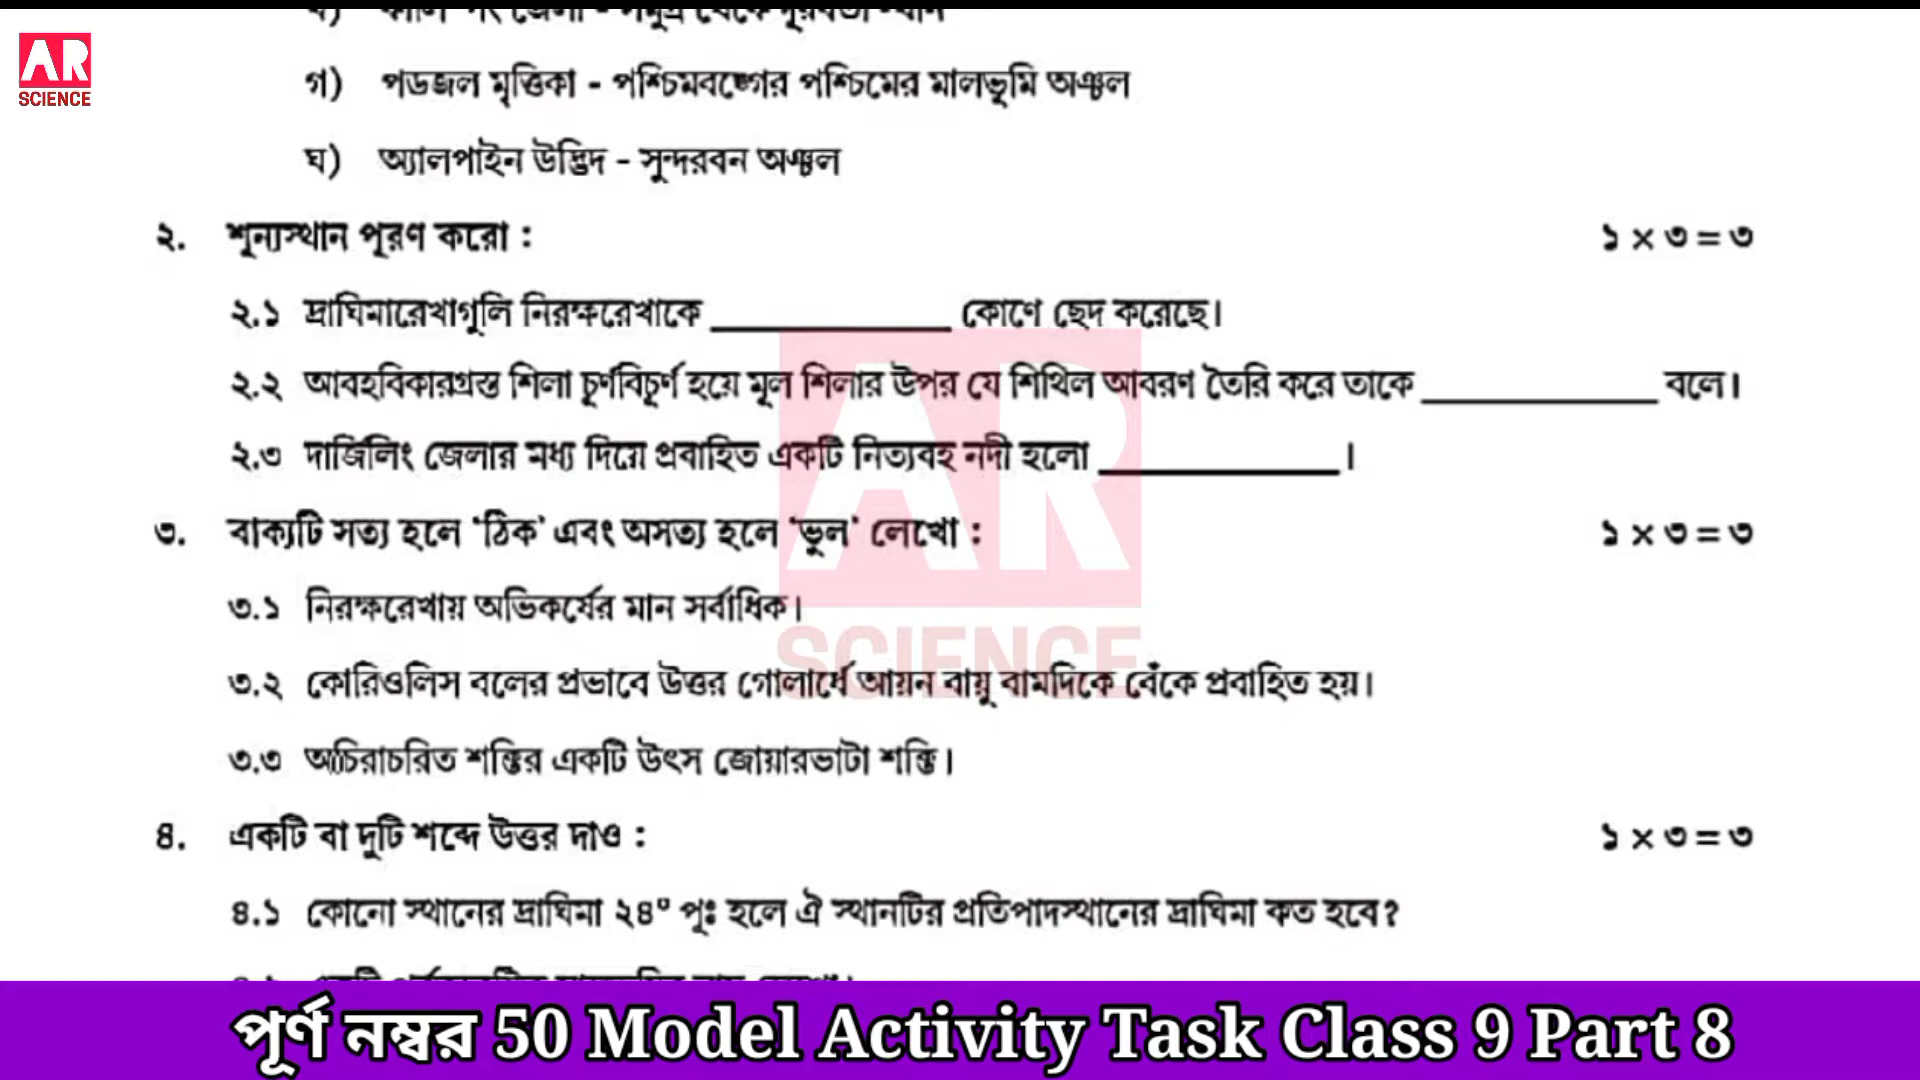 AR
SCIENCE
গ) পডজল মৃত্তিকা - পশ্চিমবঙ্গের পশ্চিমের মালভূমি অঞ্চল
ঘ) অ্যালপাইন উদ্ভিদ - সুন্দরবন অঞ্চল
২. শূন্যস্থান পূরণ করো : ১ × ৩ = ৩
২.১ দ্রাঘিমারেখাগুলি নিরক্ষরেখাকে ____________ কোণে ছেদ করেছে।
২.২ আবহবিকারগ্রস্ত শিলা চূর্ণবিচূর্ণ হয়ে মূল শিলার উপর যে শিথিল আবরণ তৈরি করে তাকে ____________ বলে।
২.৩ দার্জিলিং জেলার মধ্য দিয়ে প্রবাহিত একটি নিত্যবহ নদী হলো ____________ ।
৩. বাক্যটি সত্য হলে ‘ঠিক’ এবং অসত্য হলে ‘ভুল’ লেখো : ১ × ৩ = ৩
৩.১ নিরক্ষরেখায় অভিকর্ষের মান সর্বাধিক।
৩.২ কোরিওলিস বলের প্রভাবে উত্তর গোলার্ধে আয়ন বায়ু বামদিকে বেঁকে প্রবাহিত হয়।
৩.৩ অচিরাচরিত শক্তির একটি উৎস জোয়ারভাটা শক্তি।
৪. একটি বা দুটি শব্দে উত্তর দাও : ১ × ৩ = ৩
৪.১ কোনো স্থানের দ্রাঘিমা ২৪° পূঃ হলে ঐ স্থানটির প্রতিপাদস্থানের দ্রাঘিমা কত হবে?
AR
SCIENCE
পূর্ণ নম্বর 50 Model Activity Task Class 9 Part 8